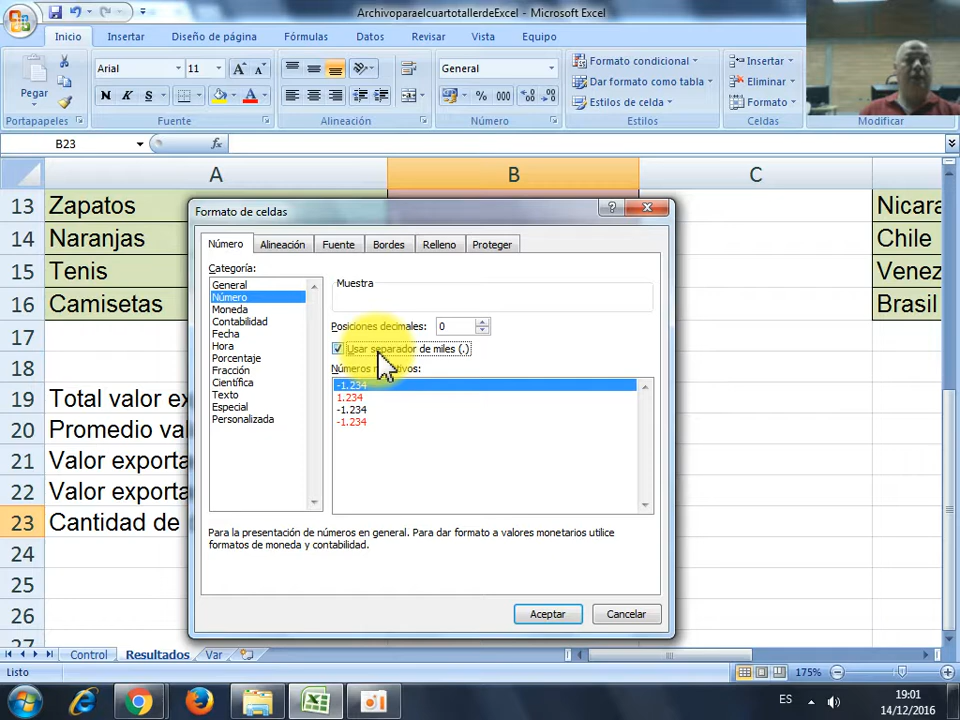 ArchivoparaelcuartotallerdeExcel - Microsoft Excel
Inicio Insertar Diseño de página Fórmulas Datos Revisar Vista Equipo
Pegar
Arial 11
General
Formato condicional
Dar formato como tabla
Estilos de celda
Insertar
Eliminar
Formato
N K S
% 000
Portapapeles Fuente Alineación Número Estilos Celdas Modificar
B23 fx
A B C
13 Zapatos
14 Naranjas Chile
15 Tenis
16 Camisetas Brasil
17
18
19 Total valor
20 Promedio
21 Valor
22 Valor
23 Cantidad de
24
25
26
27
Formato de celdas
Número Alineación Fuente Bordes Relleno Proteger
Categoría:
General
Número
Moneda
Contabilidad
Fecha
Hora
Porcentaje
Fracción
Científica
Texto
Especial
Personalizada
Muestra
Posiciones decimales: 0
Usar separador de miles (.)
Números negativos:
-1.234
1.234
-1.234
-1.234
Para la presentación de números en general. Para dar formato a valores monetarios utilice
formatos de moneda y contabilidad.
Aceptar Cancelar
Control Resultados Var
Listo 175%
ES
19:01
14/12/2016